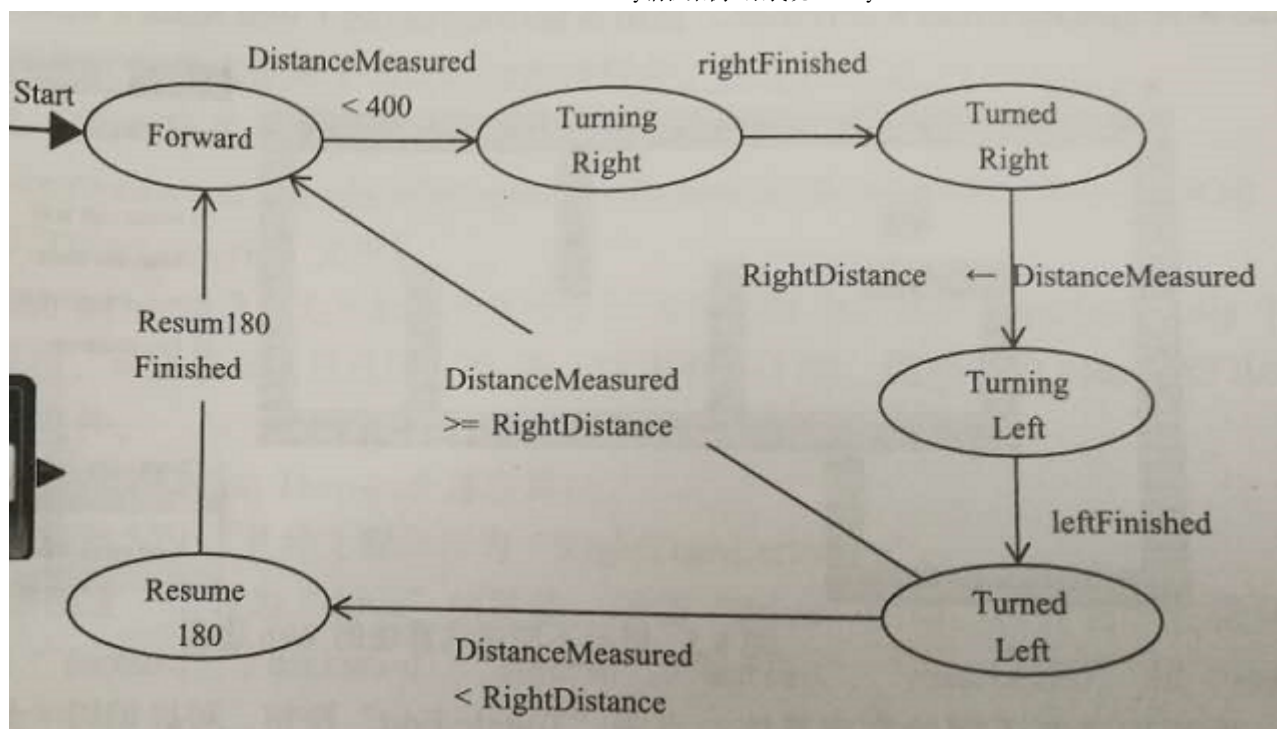 Start
Forward
DistanceMeasured
< 400
Turning
Right
rightFinished
Turned
Right
RightDistance ← DistanceMeasured
Turning
Left
leftFinished
Turned
Left
DistanceMeasured
>= RightDistance
DistanceMeasured
< RightDistance
Resume
180
Resum180
Finished